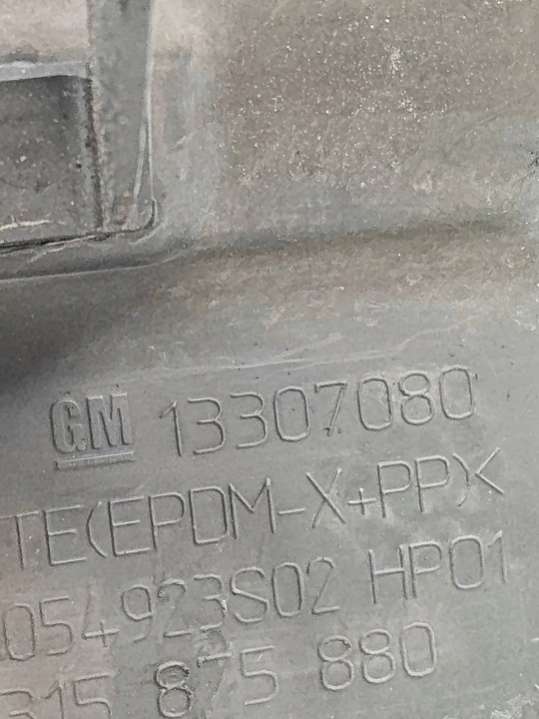 GM 13307080
TE(EPDM-X+PP)<
054923S02 HP01
315 875 880